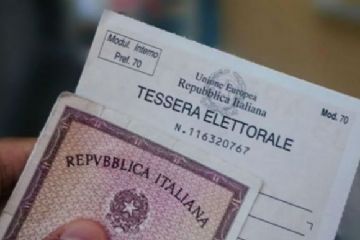 Modul. Interno
Pref. 70
Unione Europea
Repubblica Italiana
Mod. 70
TESSERA ELETTORALE
N.116320767
REPVBBLICA ITALIANA